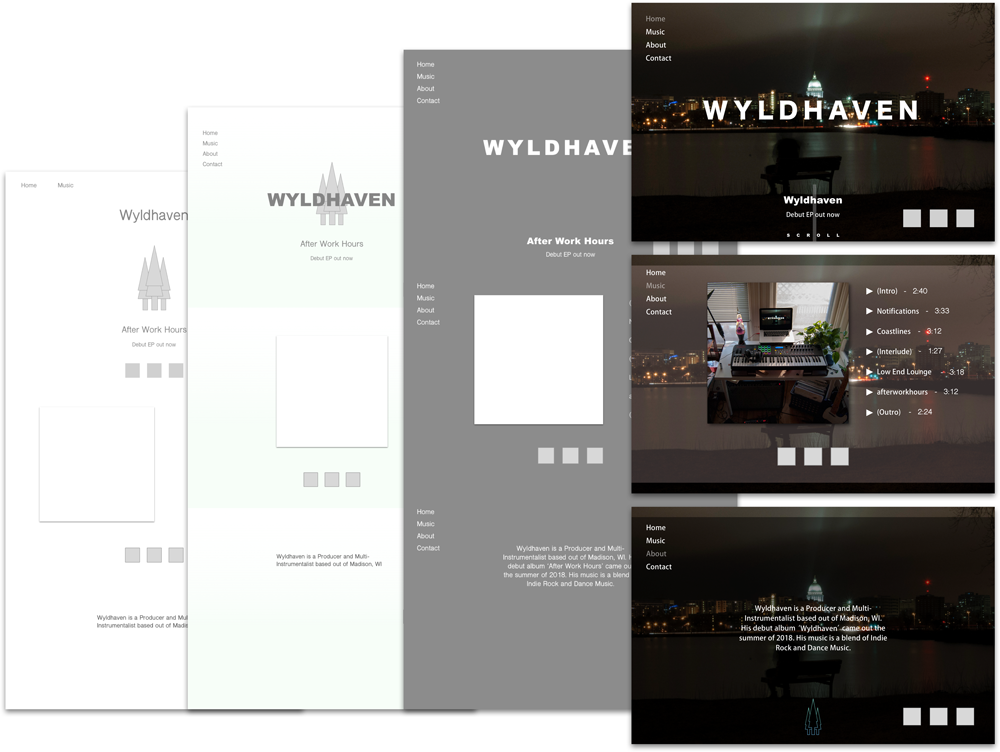 Home
Music
Wyldhaven
After Work Hours
Debut EP out now
Wyldhaven is a Producer and Mul
Instrumentalist based out of Madis
Home
Music
About
Contact
WYLDHAVEN
After Work Hours
Debut EP out now
Wyldhaven is a Producer and Multi-
Instrumentalist based out of Madison, WI
Home
Music
About
Contact
WYLDHAVE
After Work Hours
Debut EP out now
Home
Music
About
Contact
Home
Music
About
Contact
Wyldhaven is a Producer and Multi-
Instrumentalist based out of Madison, WI. H
debut album 'After Work Hours' came ou
the summer of 2018. His music is a blend
Indie Rock and Dance Music.
Home
Music
About
Contact
WYLDHAVEN
Wyldhaven
Debut EP out now
SCROLL
Home
Music
About
Contact
WYLDHAVEN
(Intro) - 2:40
Notifications - 3:33
Coastlines - 3:12
(Interlude) - 1:27
Low End Lounge - 3:18
afterworkhours - 3:12
(Outro) - 2:24
Home
Music
About
Contact
Wyldhaven is a Producer and Multi-
Instrumentalist based out of Madison, WI.
His debut album 'Wyldhaven' came out the
summer of 2018. His music is a blend of Indie
Rock and Dance Music.